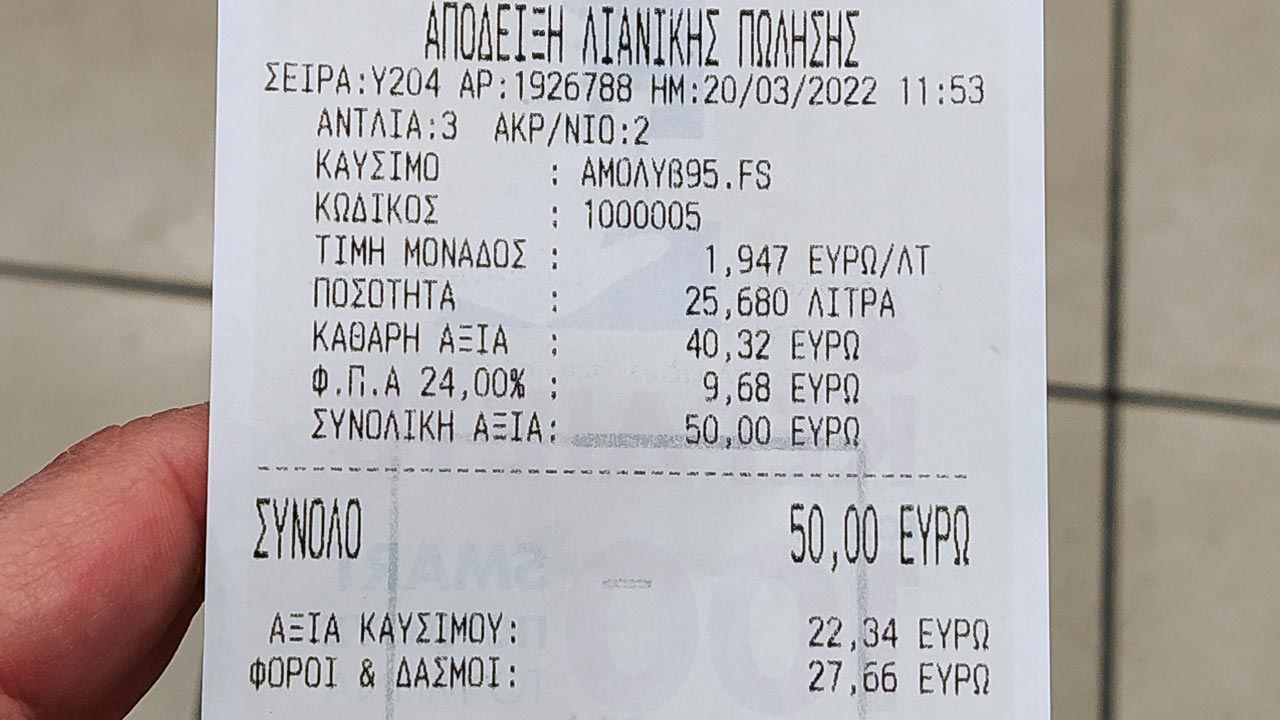 ΑΠΟΔΕΙΞΗ ΛΙΑΝΙΚΗΣ ΠΩΛΗΣΗΣ
ΣΕΙΡΑ:Υ204 ΑΡ:1926788 ΗΜ:20/03/2022 11:53
ΑΝΤΛΙΑ:3 ΑΚΡ/ΝΙΟ:2
ΚΑΥΣΙΜΟ : ΑΜΟΛΥΒ95.FS
ΚΩΔΙΚΟΣ : 1000005
ΤΙΜΗ ΜΟΝΑΔΟΣ : 1,947 ΕΥΡΩ/ΛΤ
ΠΟΣΟΤΗΤΑ : 25,680 ΛΙΤΡΑ
ΚΑΘΑΡΗ ΑΞΙΑ : 40,32 ΕΥΡΩ
Φ.Π.Α 24,00% : 9,68 ΕΥΡΩ
ΣΥΝΟΛΙΚΗ ΑΞΙΑ: 50,00 ΕΥΡΩ
ΣΥΝΟΛΟ 50,00 ΕΥΡΩ
ΑΞΙΑ ΚΑΥΣΙΜΟΥ: 22,34 ΕΥΡΩ
ΦΟΡΟΙ & ΔΑΣΜΟΙ: 27,66 ΕΥΡΩ